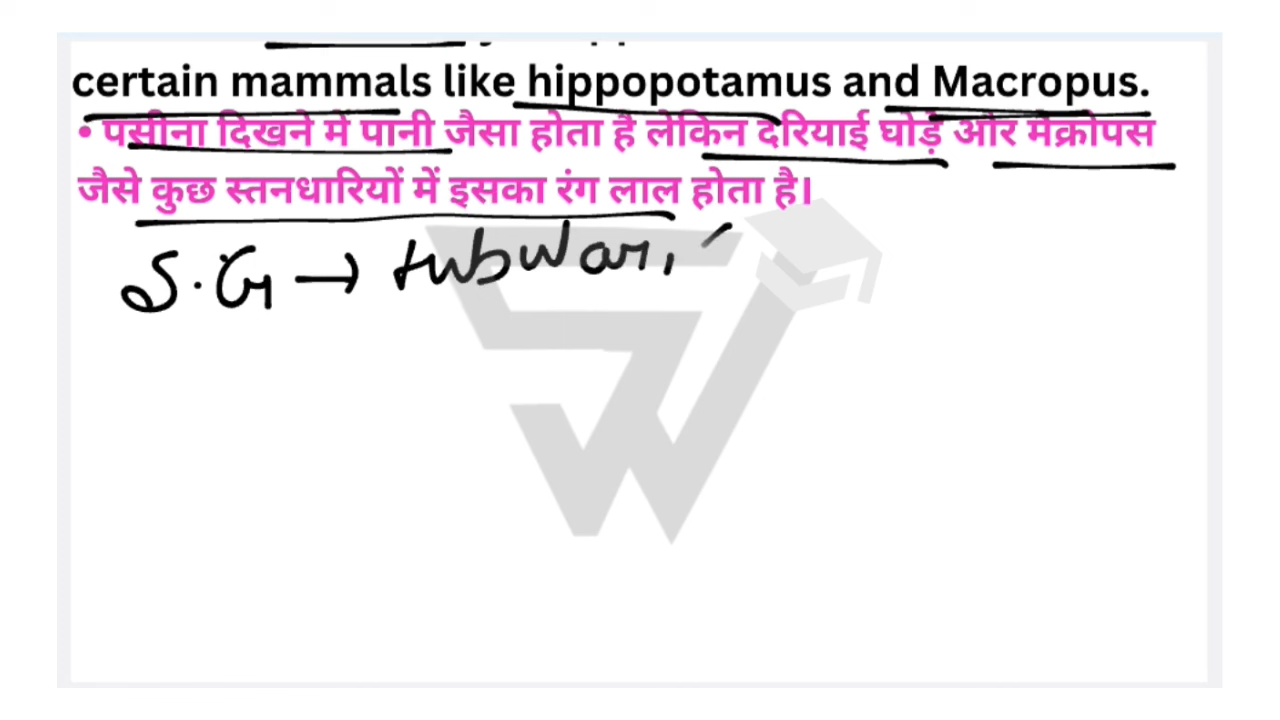 certain mammals like hippopotamus and Macropus.
• पसीना दिखने में पानी जैसा होता है लेकिन दरियाई घोड़े और मैक्रोपस
जैसे कुछ स्तनधारियों में इसका रंग लाल होता है।
S.G → tubular,